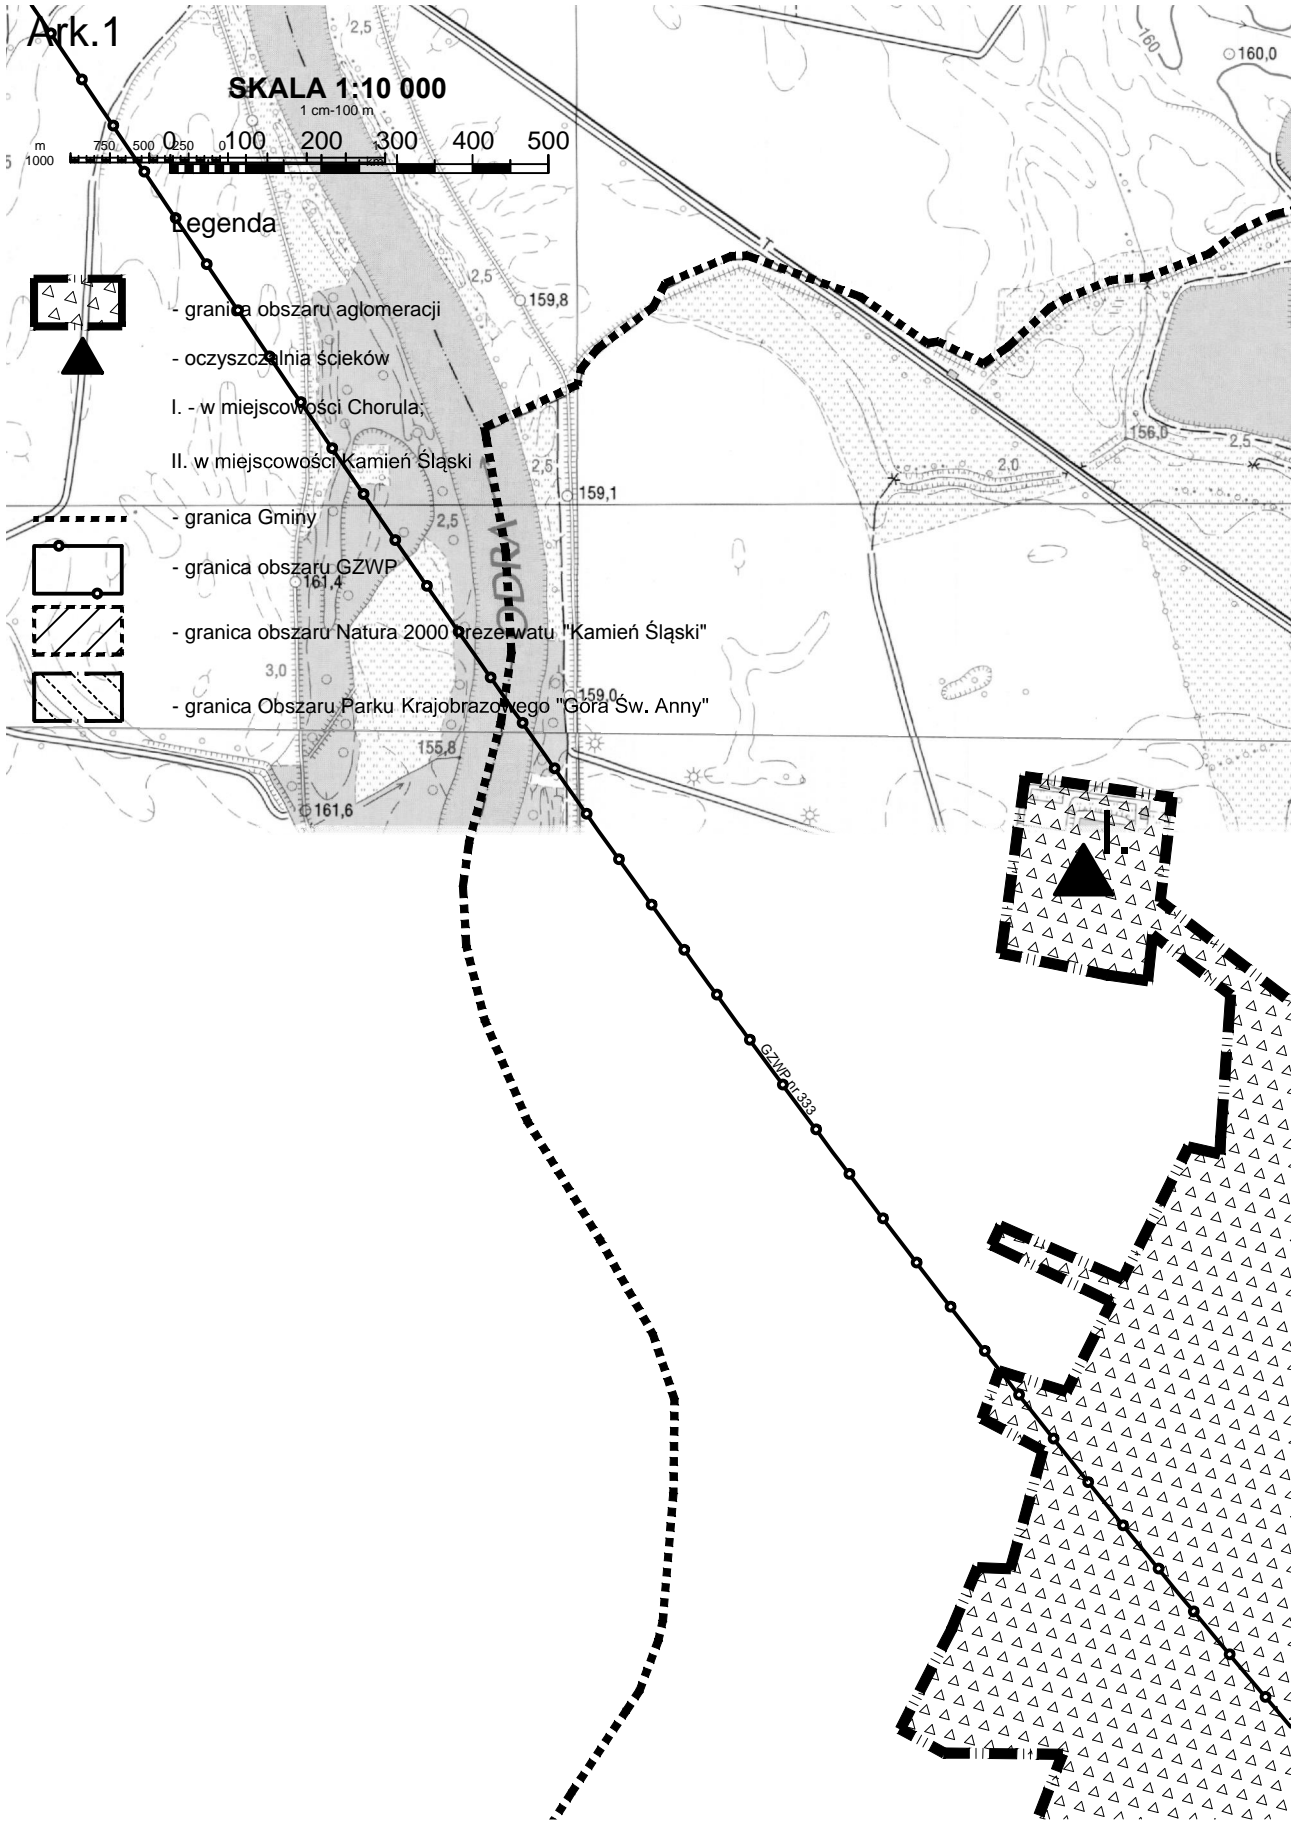 Ark.1
2,5
160
160,0
SKALA 1:10 000
1 cm-100 m
0 100 200 300 400 500
m
1000 750 500 250 0
km
Legenda
2,5
159,8
- granica obszaru aglomeracji
- oczyszczalnia ścieków
I. - w miejscowości Chorula;
156,0
2,5
II. w miejscowości Kamień Śląski
2,5
2,0
159,1
- granica Gminy
2,5
ODRA
- granica obszaru GZWP
161,4
- granica obszaru Natura 2000 i rezerwatu "Kamień Śląski"
3,0
159,0
- granica Obszaru Parku Krajobrazowego "Góra Św. Anny"
155,8
161,6
I.
GZWP nr 333